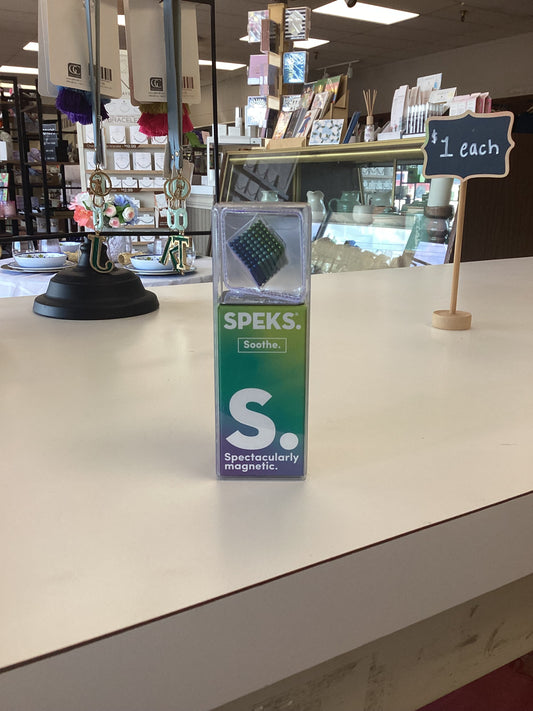 $1 each
SPEKS.
Soothe.
S.
Spectacularly
magnetic.